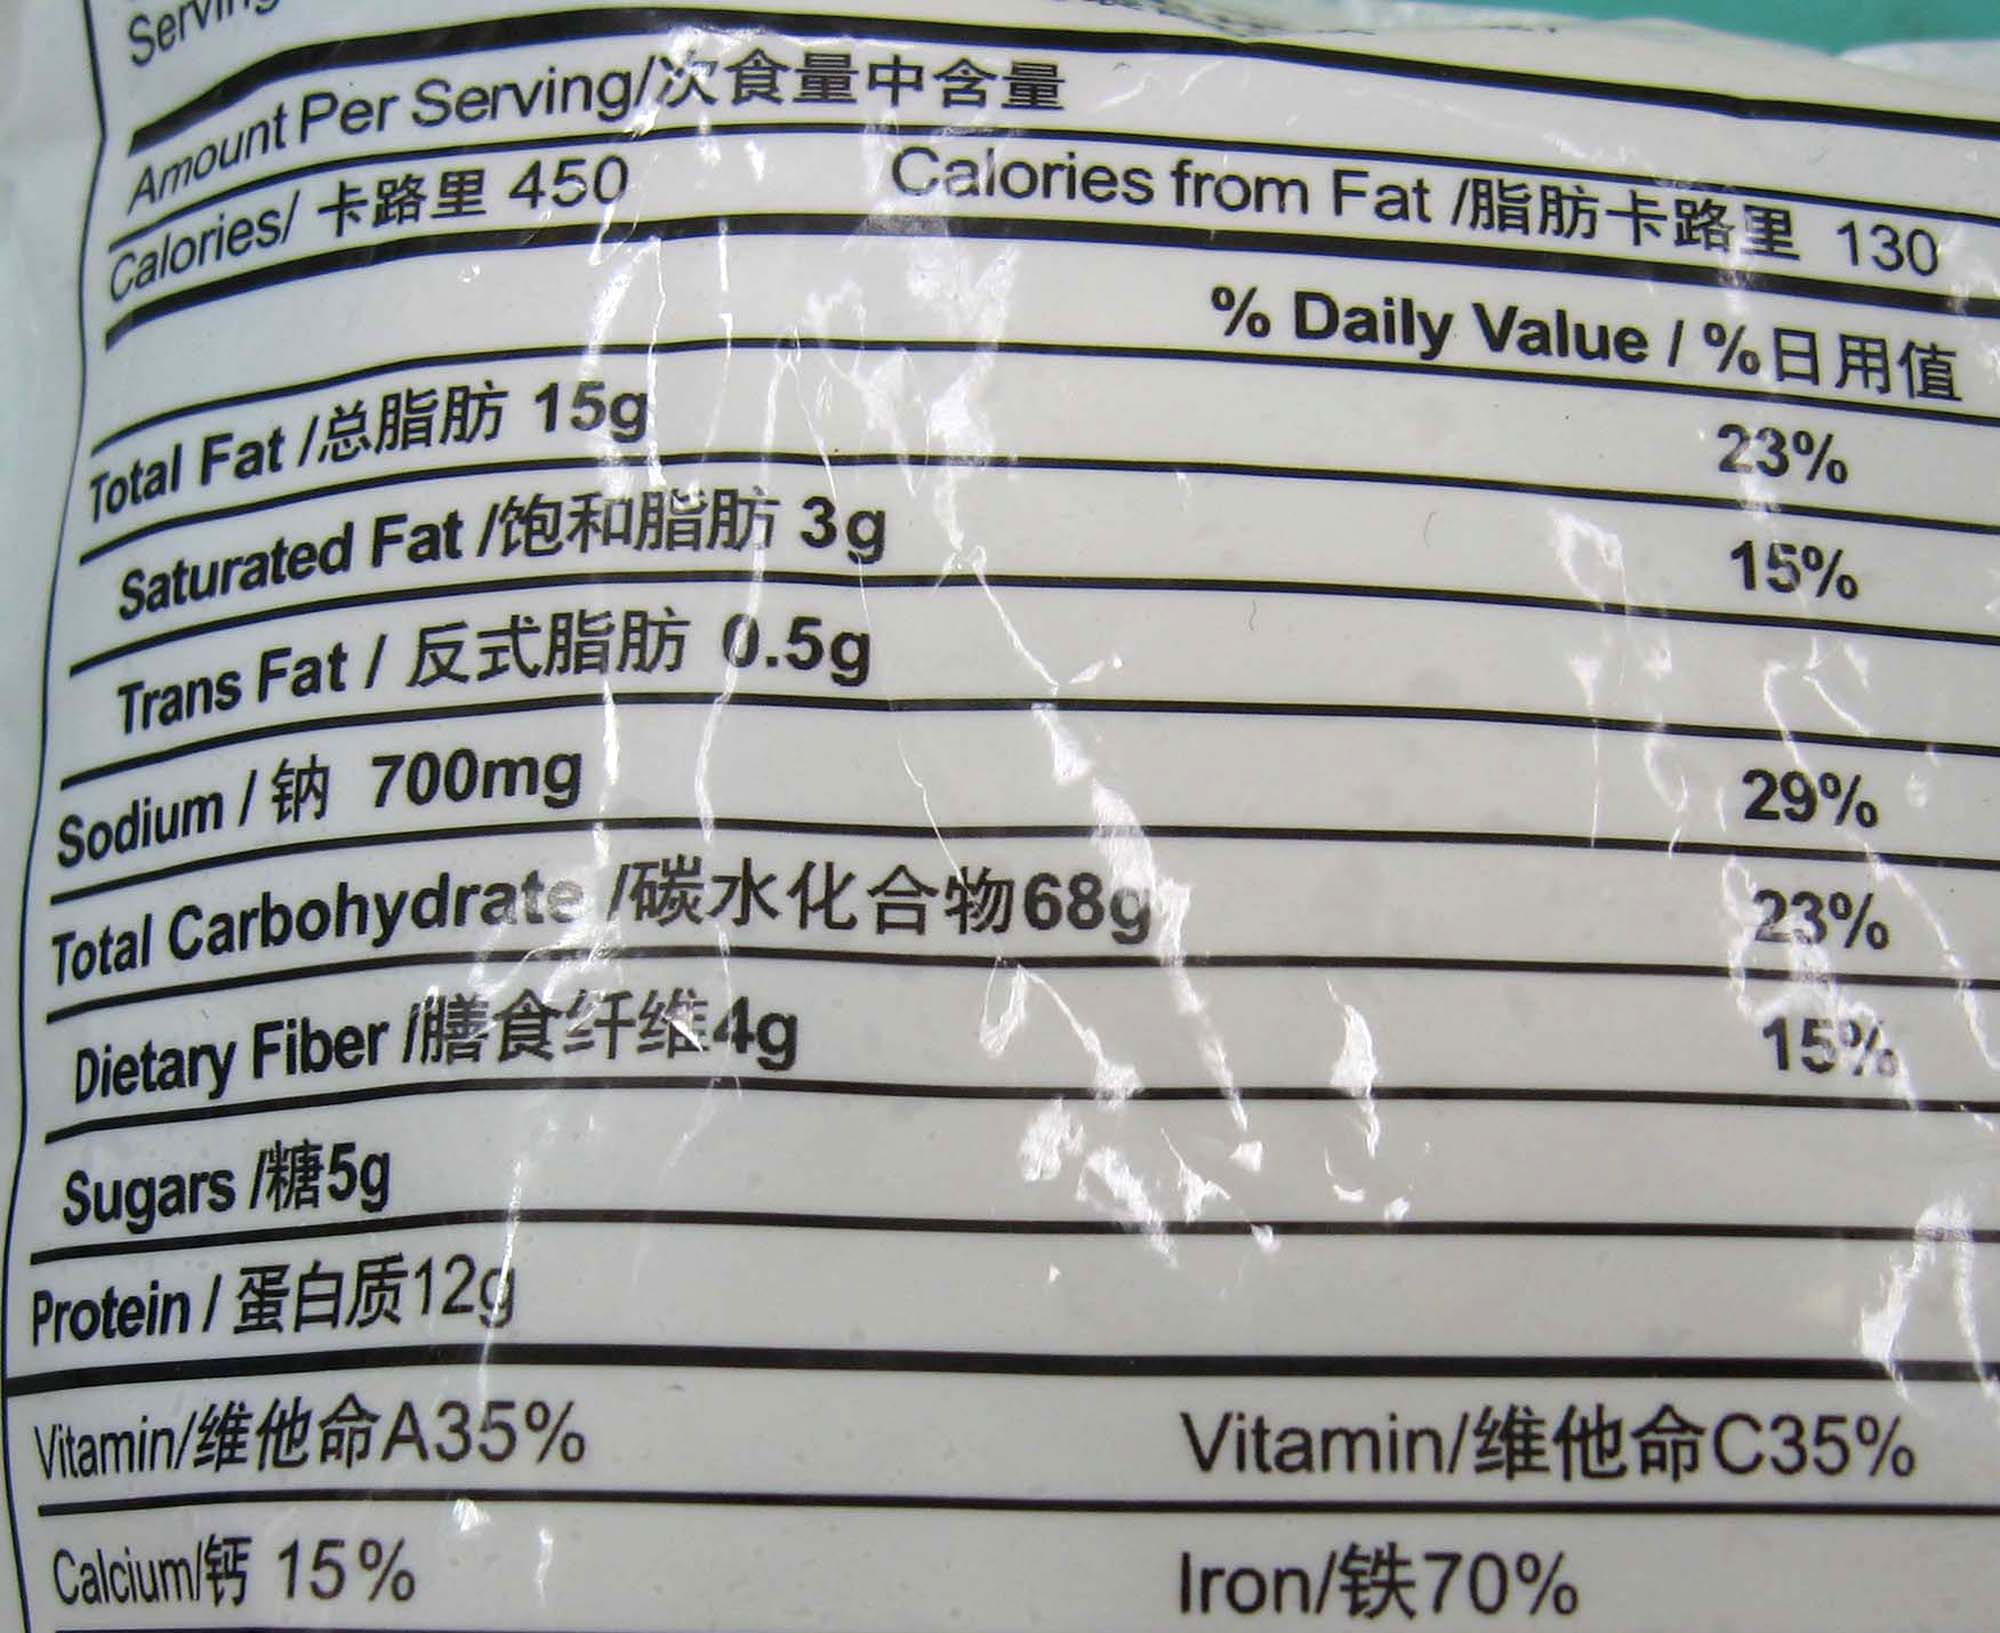 Amount Per Serving/次食量中含量
Calories/ 卡路里 450 Calories from Fat /脂肪卡路里 130
% Daily Value / %日用值
Total Fat /总脂肪 15g 23%
Saturated Fat /饱和脂肪 3g 15%
Trans Fat / 反式脂肪 0.5g
Sodium / 钠 700mg 29%
Total Carbohydrate /碳水化合物68g 23%
Dietary Fiber /膳食纤维4g 15%
Sugars /糖5g
Protein / 蛋白质12g
Vitamin/维他命A35% Vitamin/维他命C35%
Calcium/钙 15% Iron/铁70%